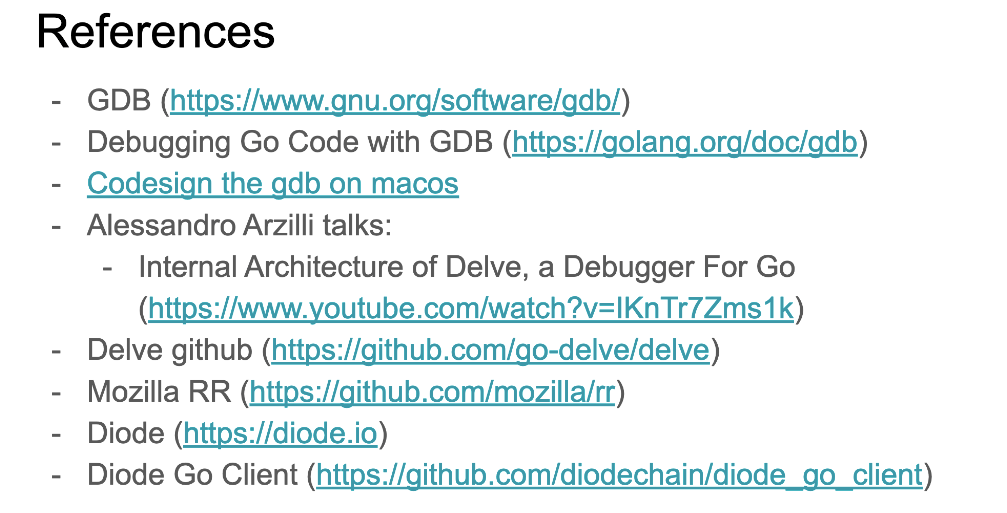 References
- GDB (https://www.gnu.org/software/gdb/)
- Debugging Go Code with GDB (https://golang.org/doc/gdb)
- Codesign the gdb on macos
- Alessandro Arzilli talks:
- Internal Architecture of Delve, a Debugger For Go
(https://www.youtube.com/watch?v=IKnTr7Zms1k)
- Delve github (https://github.com/go-delve/delve)
- Mozilla RR (https://github.com/mozilla/rr)
- Diode (https://diode.io)
- Diode Go Client (https://github.com/diodechain/diode_go_client)